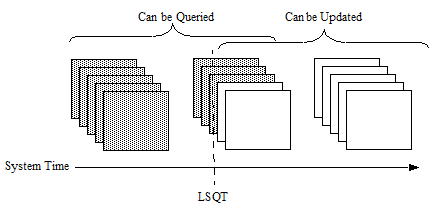 Can be Queried
Can be Updated
System Time
LSQT